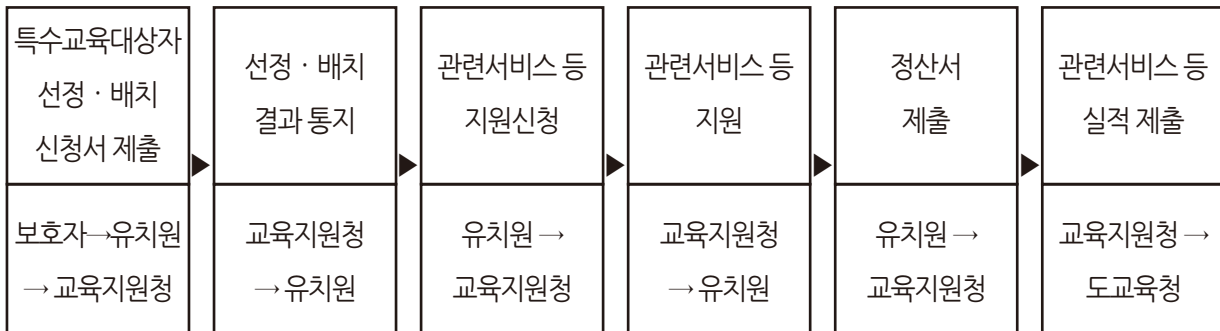 특수교육대상자
선정 · 배치
신청서 제출
보호자→유치원
→ 교육지원청
▶
선정 · 배치
결과 통지
교육지원청
→ 유치원
▶
관련서비스 등
지원신청
유치원 →
교육지원청
▶
관련서비스 등
지원
교육지원청
→ 유치원
▶
정산서
제출
유치원 →
교육지원청
▶
관련서비스 등
실적 제출
교육지원청 →
도교육청